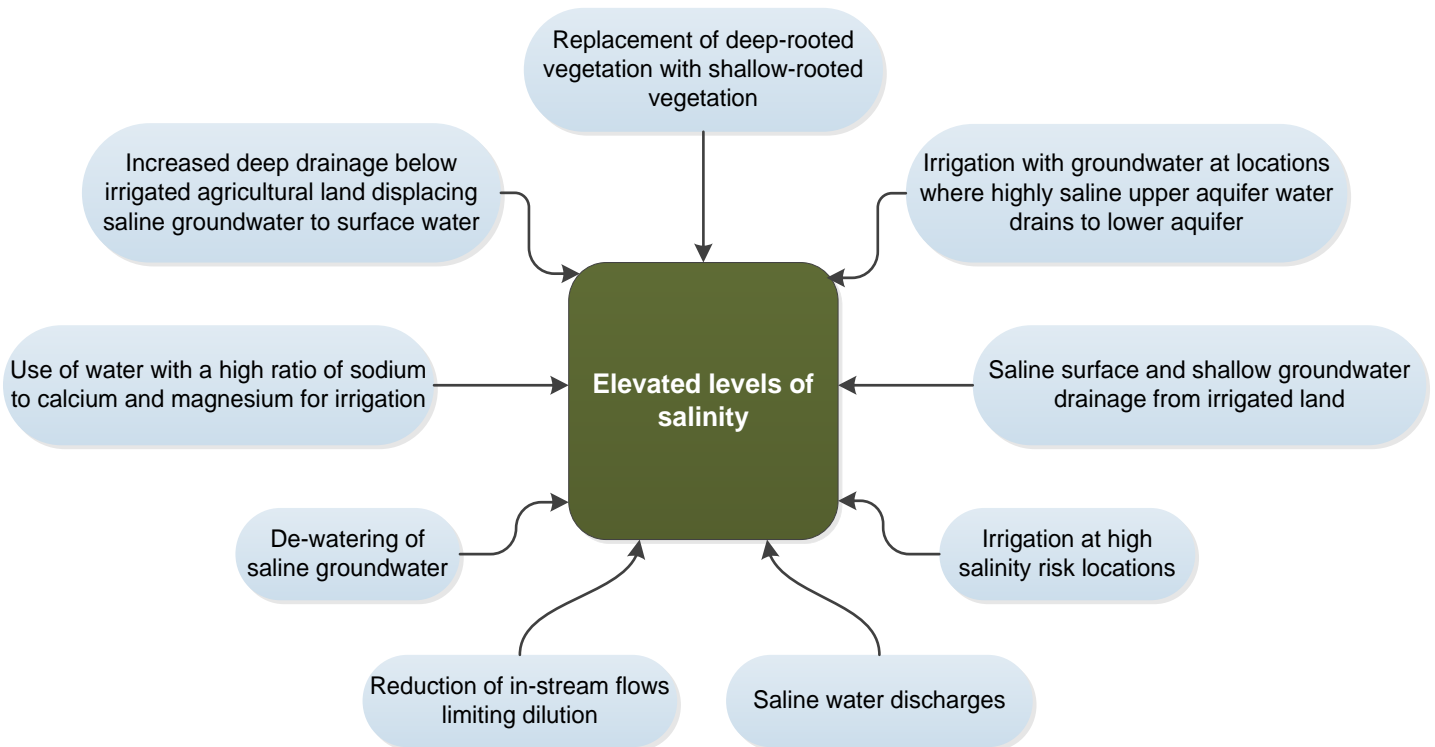 Replacement of deep-rooted
vegetation with shallow-rooted
vegetation
Increased deep drainage below
irrigated agricultural land displacing
saline groundwater to surface water
Irrigation with groundwater at locations
where highly saline upper aquifer water
drains to lower aquifer
Use of water with a high ratio of sodium
to calcium and magnesium for irrigation
Elevated levels of
salinity
Saline surface and shallow groundwater
drainage from irrigated land
De-watering of
saline groundwater
Irrigation at high
salinity risk locations
Reduction of in-stream flows
limiting dilution
Saline water discharges